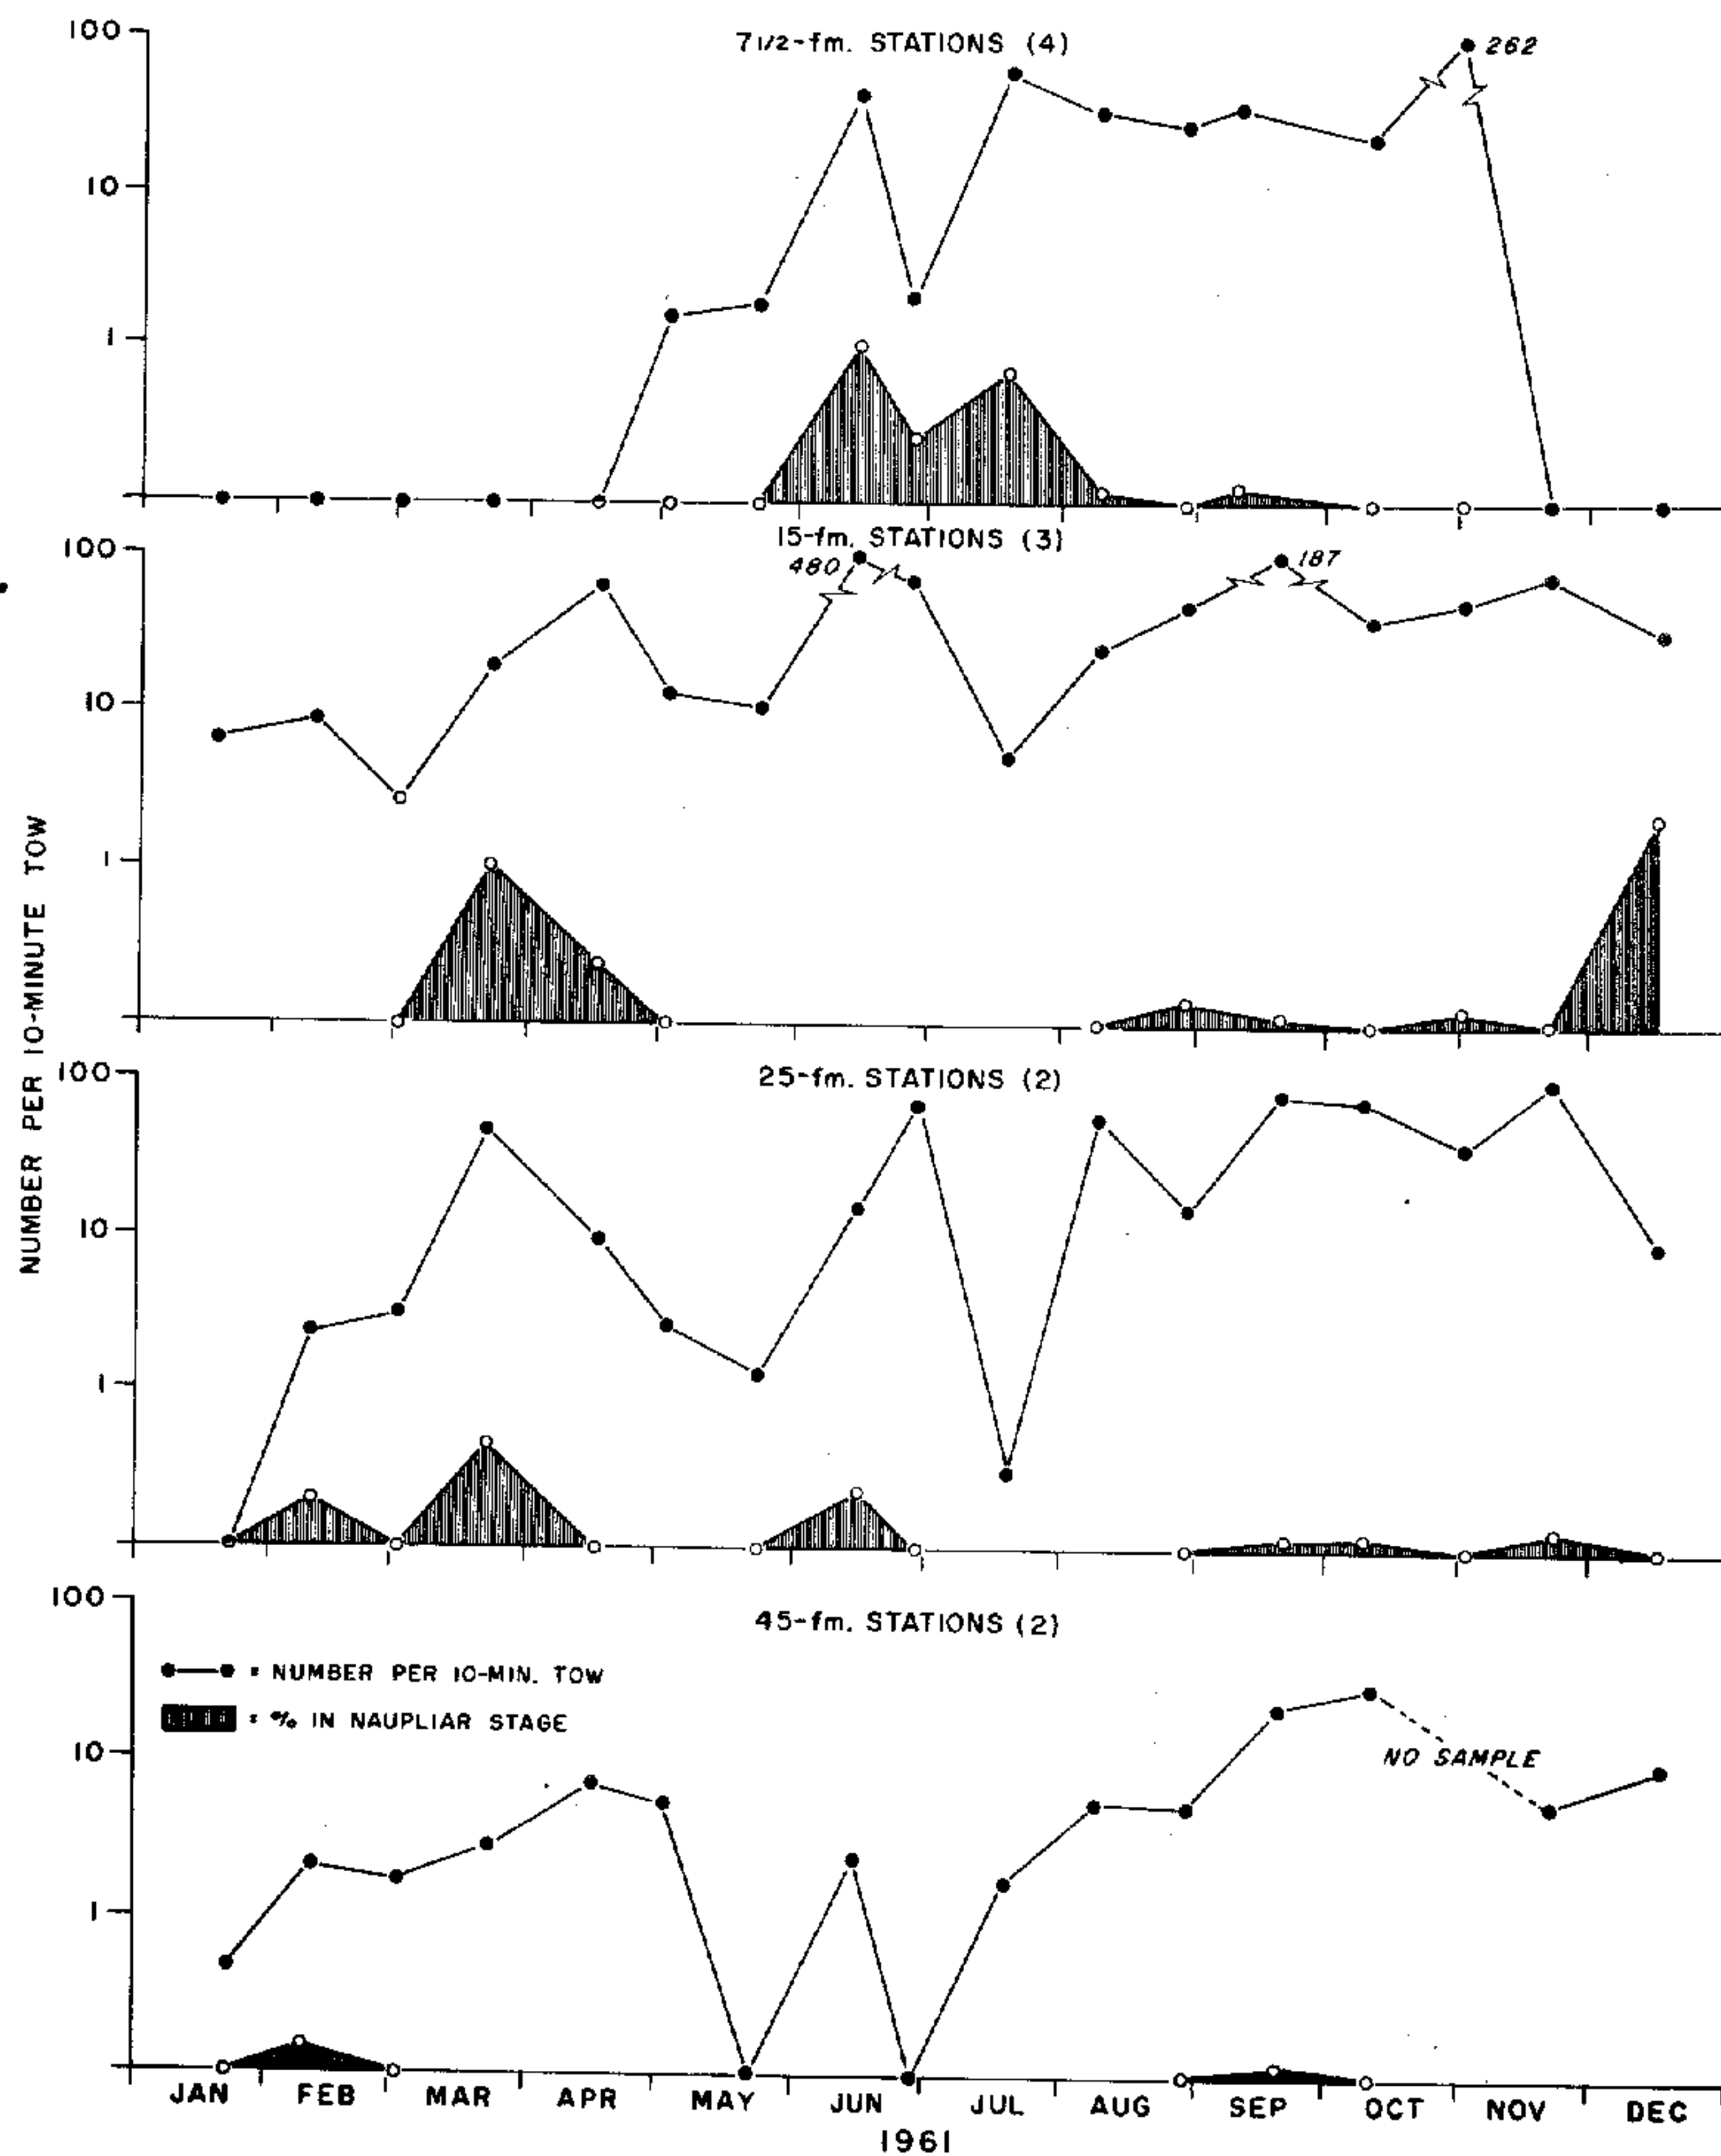 7 1/2-fm. STATIONS (4)
100
262
10
1
15-fm. STATIONS (3)
100
480
187
10
1
NUMBER PER 10-MINUTE TOW
25-fm. STATIONS (2)
100
10
1
45-fm. STATIONS (2)
100
= NUMBER PER 10-MIN. TOW
= % IN NAUPLIAR STAGE
10
NO SAMPLE
1
JAN FEB MAR APR MAY JUN JUL AUG SEP OCT NOV DEC
1961